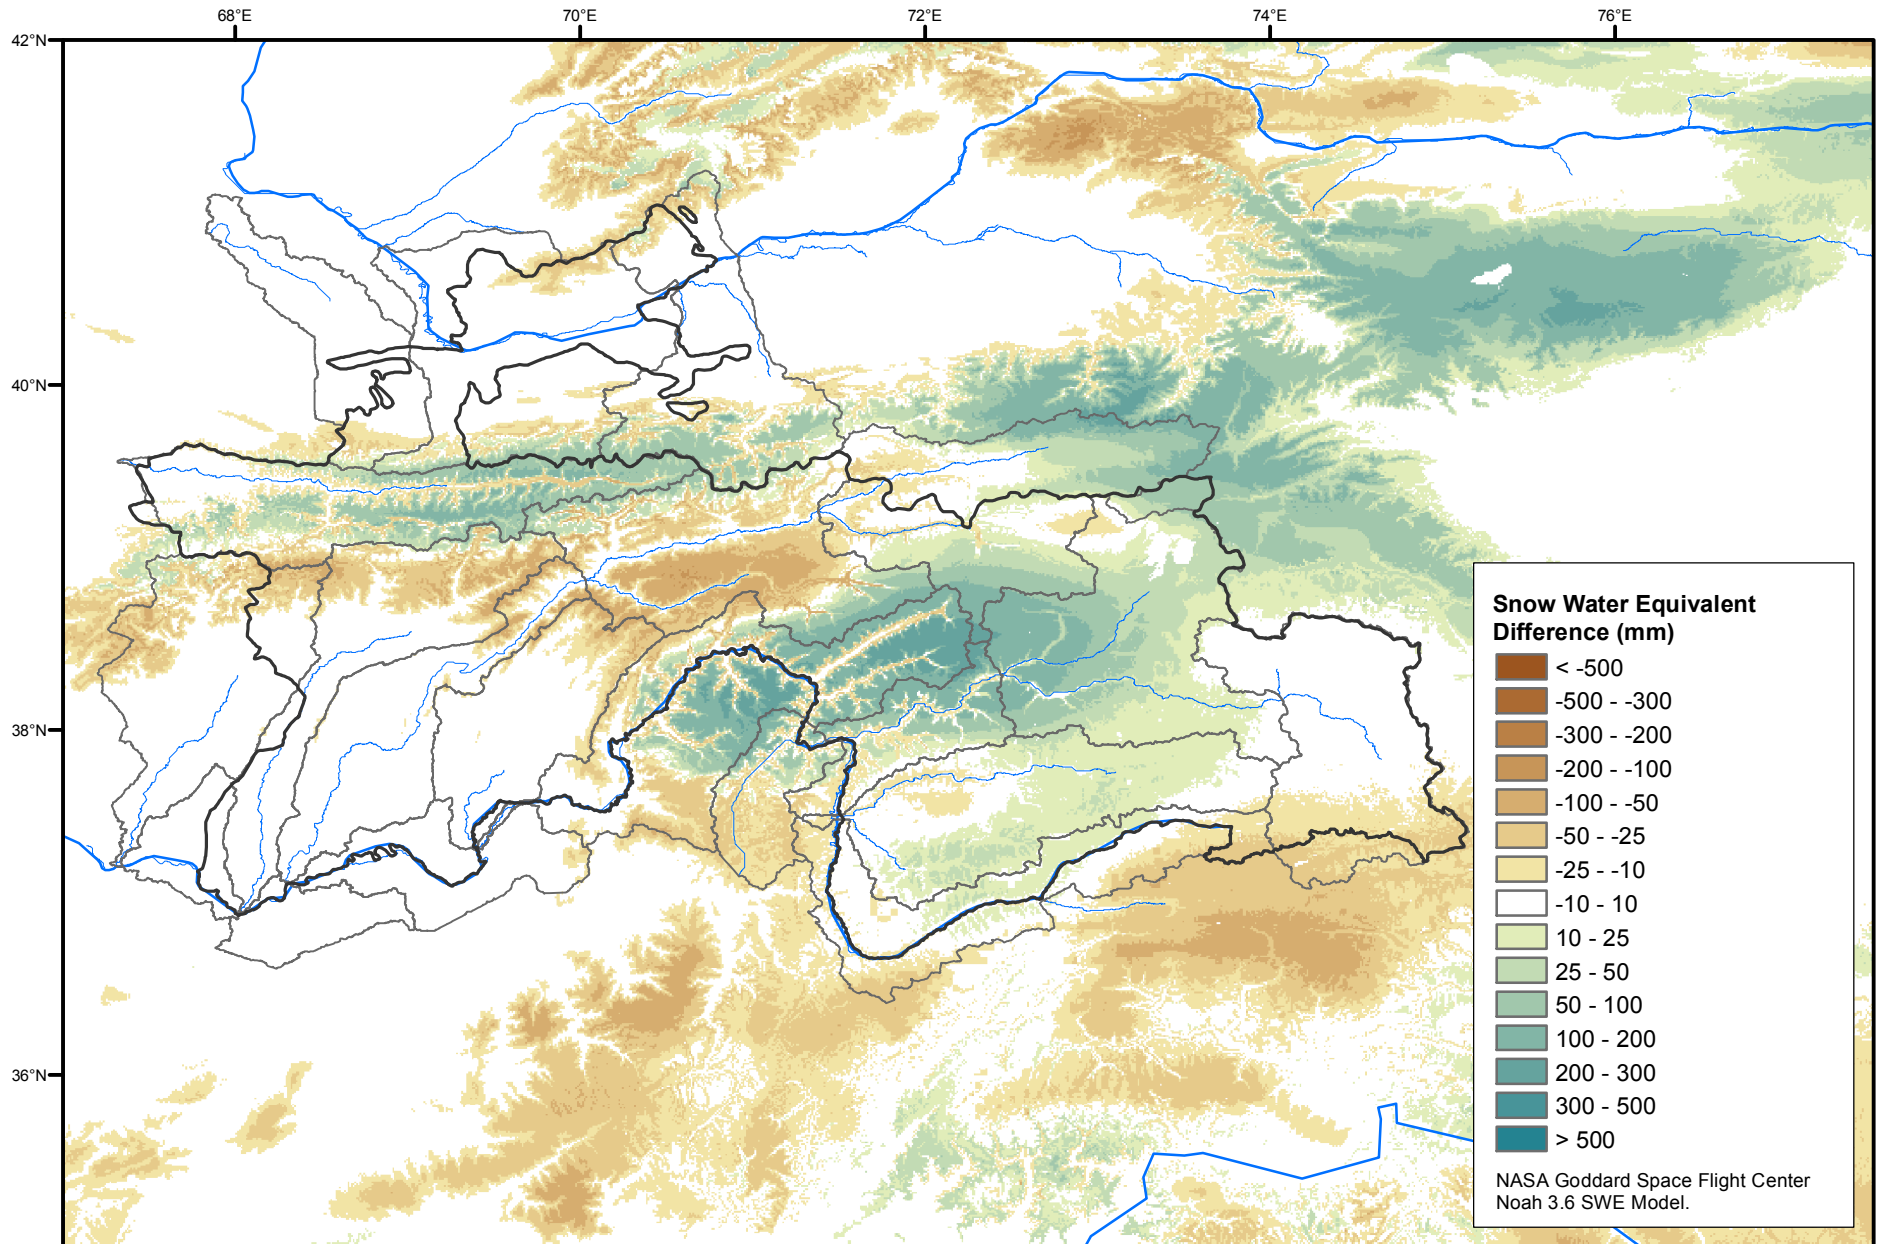 68°E 70°E 72°E 74°E 76°E
42°N
40°N
38°N
36°N
Snow Water Equivalent
Difference (mm)
< -500
-500 - -300
-300 - -200
-200 - -100
-100 - -50
-50 - -25
-25 - -10
-10 - 10
10 - 25
25 - 50
50 - 100
100 - 200
200 - 300
300 - 500
> 500
NASA Goddard Space Flight Center
Noah 3.6 SWE Model.